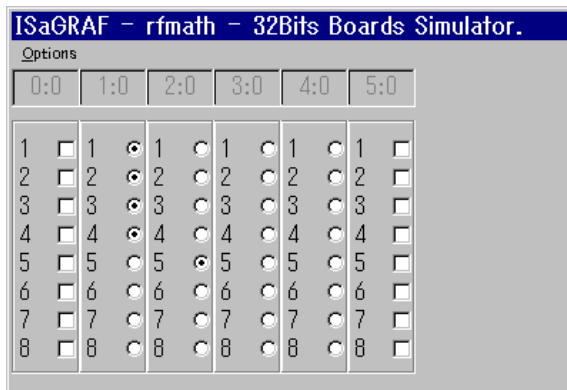 ISaGRAF - rfmath - 32Bits Boards Simulator.
Options
0:0 1:0 2:0 3:0 4:0 5:0
1 1 1 1 1 1
2 2 2 2 2 2
3 3 3 3 3 3
4 4 4 4 4 4
5 5 5 5 5 5
6 6 6 6 6 6
7 7 7 7 7 7
8 8 8 8 8 8